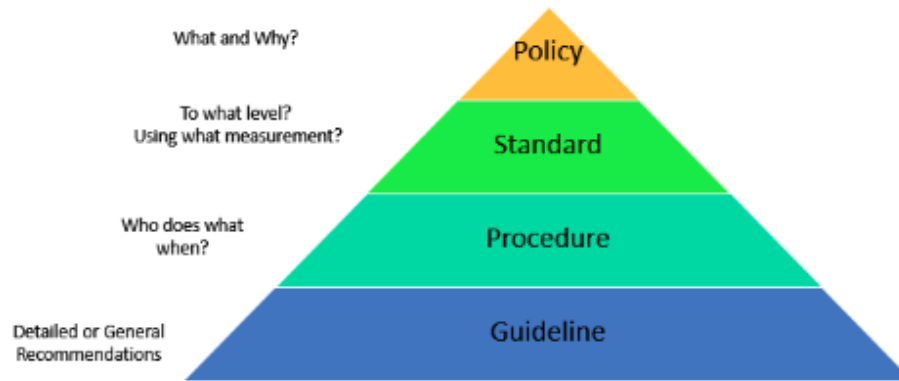 What and Why?
Policy
To what level?
Using what measurement?
Standard
Who does what
when?
Procedure
Detailed or General
Recommendations
Guideline